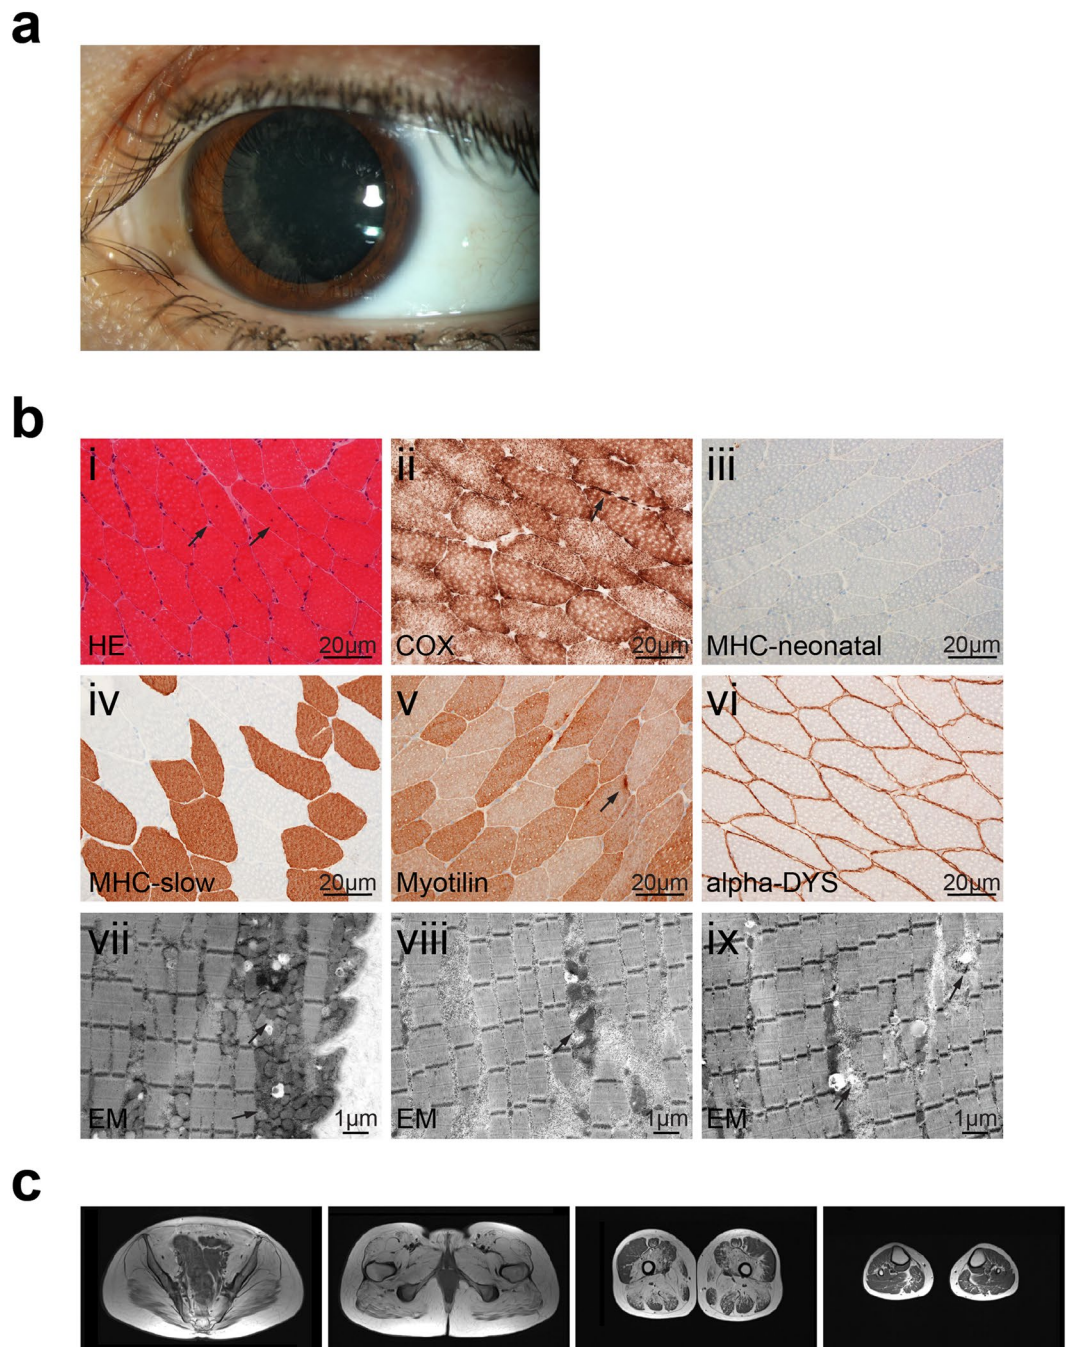 a
b
i
HE
20µm
ii
COX
20µm
iii
MHC-neonatal
20µm
iv
MHC-slow
20µm
v
Myotilin
20µm
vi
alpha-DYS
20µm
vii
EM
1µm
viii
EM
1µm
ix
EM
1µm
c